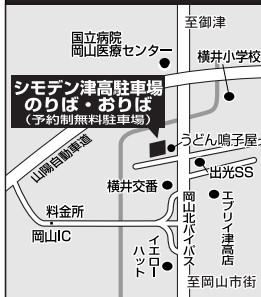 至御津
国立病院
岡山医療センター
横井小学校
シモデン津高駐車場
のりば・おりば
(予約制無料駐車場)
うどん鳴子屋
山陽自動車道
出光SS
横井交番
エブリイ津高店
岡山北バイパス
料金所
岡山IC
イエロー
ハット
至岡山市街